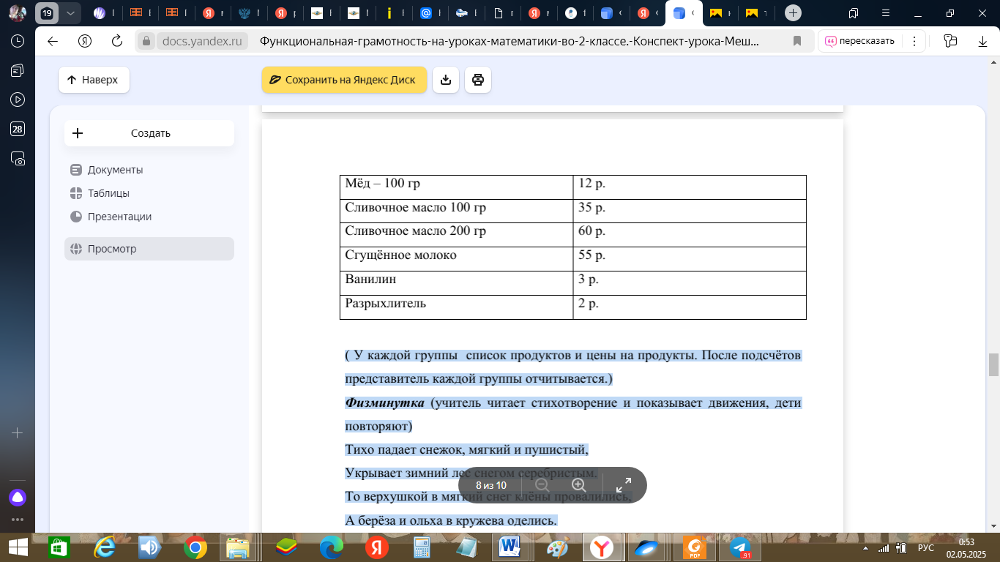 19
28
docs.yandex.ru Функциональная-грамотность-на-уроках-математики-во-2-классе.-Конспект-урока-Меш... пересказать
Наверх
Сохранить на Яндекс Диск
Создать
Документы
Таблицы
Презентации
Просмотр
Мёд – 100 гр 12 р.
Сливочное масло 100 гр 35 р.
Сливочное масло 200 гр 60 р.
Сгущённое молоко 55 р.
Ванилин 3 р.
Разрыхлитель 2 р.
( У каждой группы список продуктов и цены на продукты. После подсчётов
представитель каждой группы отчитывается.)
Физминутка (учитель читает стихотворение и показывает движения, дети
повторяют)
Тихо падает снежок, мягкий и пушистый,
Укрывает зимний лес снегом серебристым.
То верхушкой в мягкий снег клёны провалились,
А берёза и ольха в кружева оделись.
8 из 10
РУС
0:53
02.05.2025
PDF
91